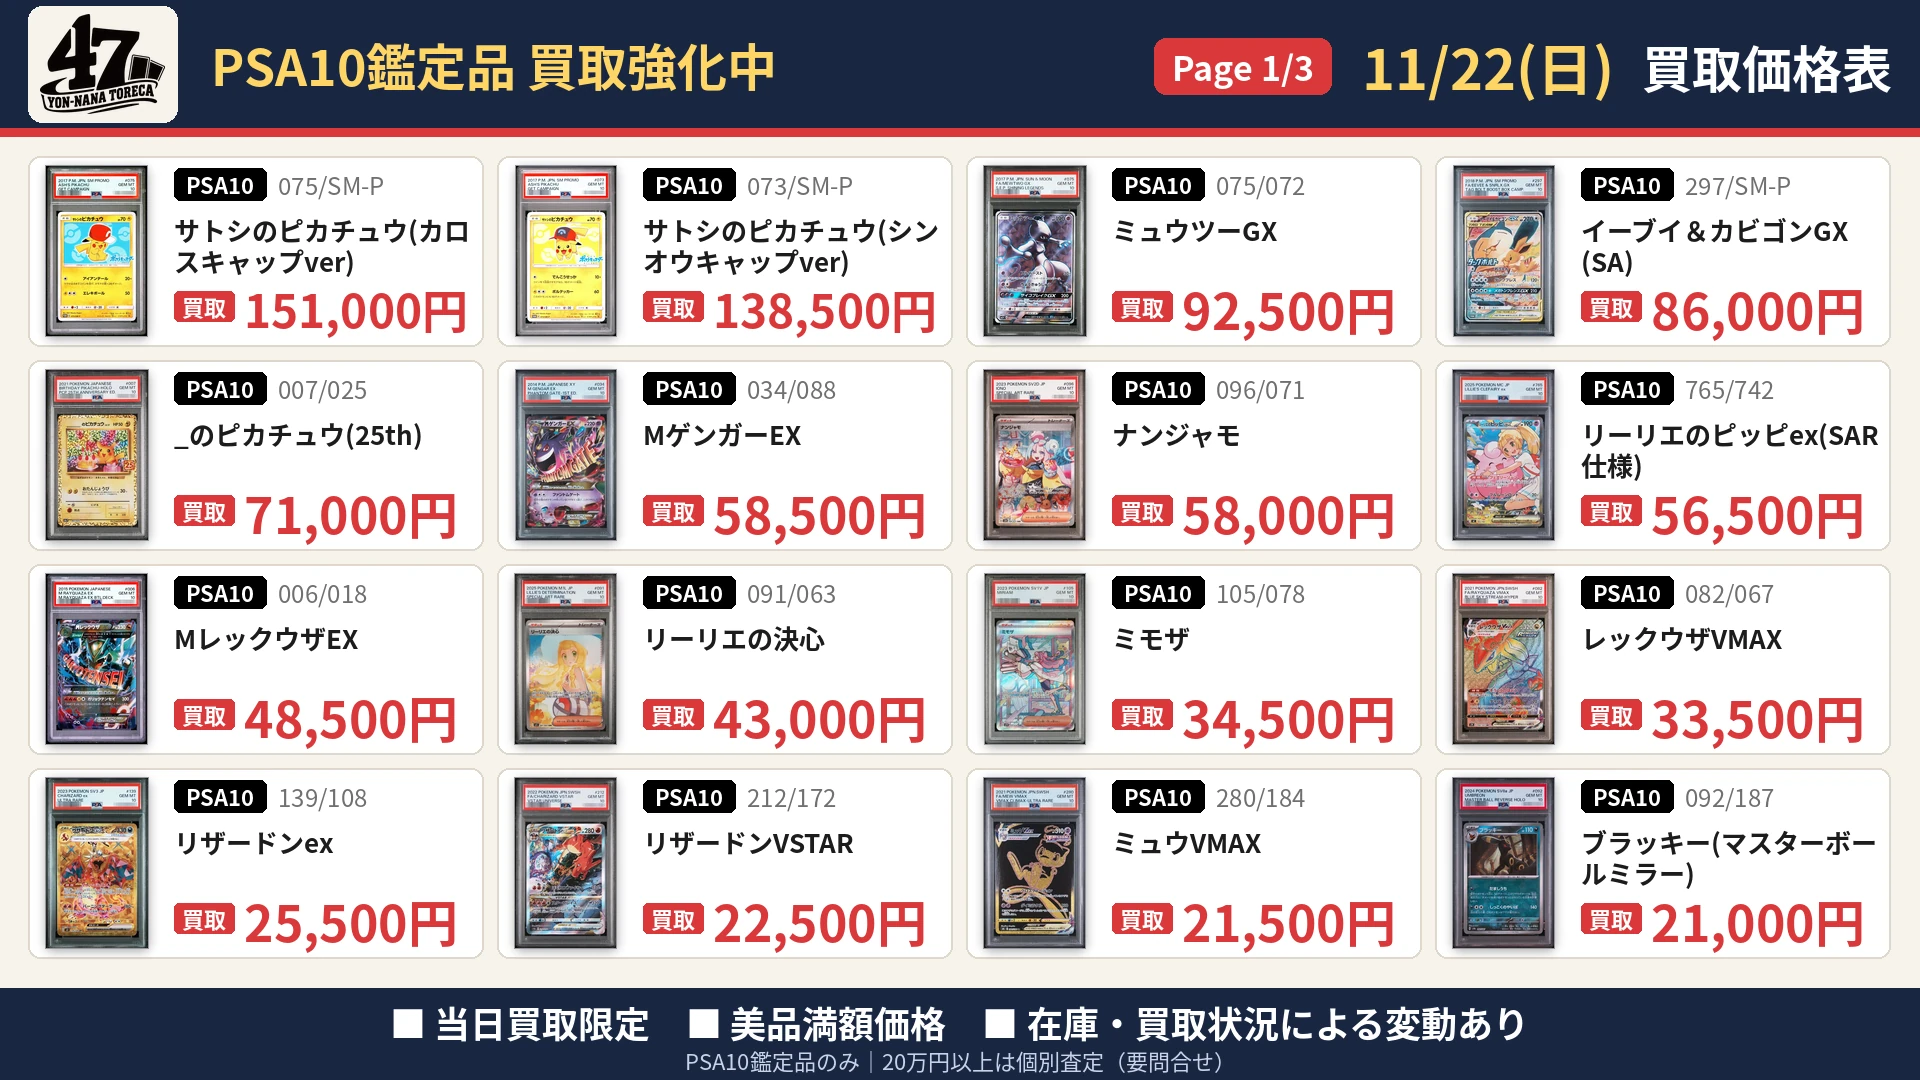 47
YON-NANA TORECA
PSA10鑑定品 買取強化中
Page 1/3
11/22(日) 買取価格表
PSA10 075/SM-P
サトシのピカチュウ(カロ
スキャップver)
買取 151,000円
PSA10 073/SM-P
サトシのピカチュウ(シン
オウキャップver)
買取 138,500円
PSA10 075/072
ミュウツーGX
買取 92,500円
PSA10 297/SM-P
イーブイ＆カビゴンGX
(SA)
買取 86,000円
PSA10 007/025
_のピカチュウ(25th)
買取 71,000円
PSA10 034/088
MゲンガーEX
買取 58,500円
PSA10 096/071
ナンジャモ
買取 58,000円
PSA10 765/742
リーリエのピッピex(SAR
仕様)
買取 56,500円
PSA10 006/018
MレックウザEX
買取 48,500円
PSA10 091/063
リーリエの決心
買取 43,000円
PSA10 105/078
ミモザ
買取 34,500円
PSA10 082/067
レックウザVMAX
買取 33,500円
PSA10 139/108
リザードンex
買取 25,500円
PSA10 212/172
リザードンVSTAR
買取 22,500円
PSA10 280/184
ミュウVMAX
買取 21,500円
PSA10 092/187
ブラッキー(マスターボー
ルミラー)
買取 21,000円
■ 当日買取限定 ■ 美品満額価格 ■ 在庫・買取状況による変動あり
PSA10鑑定品のみ｜20万円以上は個別査定（要問合せ）